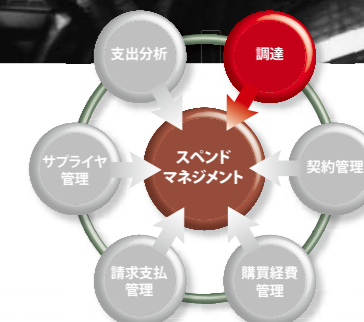 支出分析
調達
スペンド
マネジメント
サプライヤ
管理
契約管理
請求支払
管理
購買経費
管理